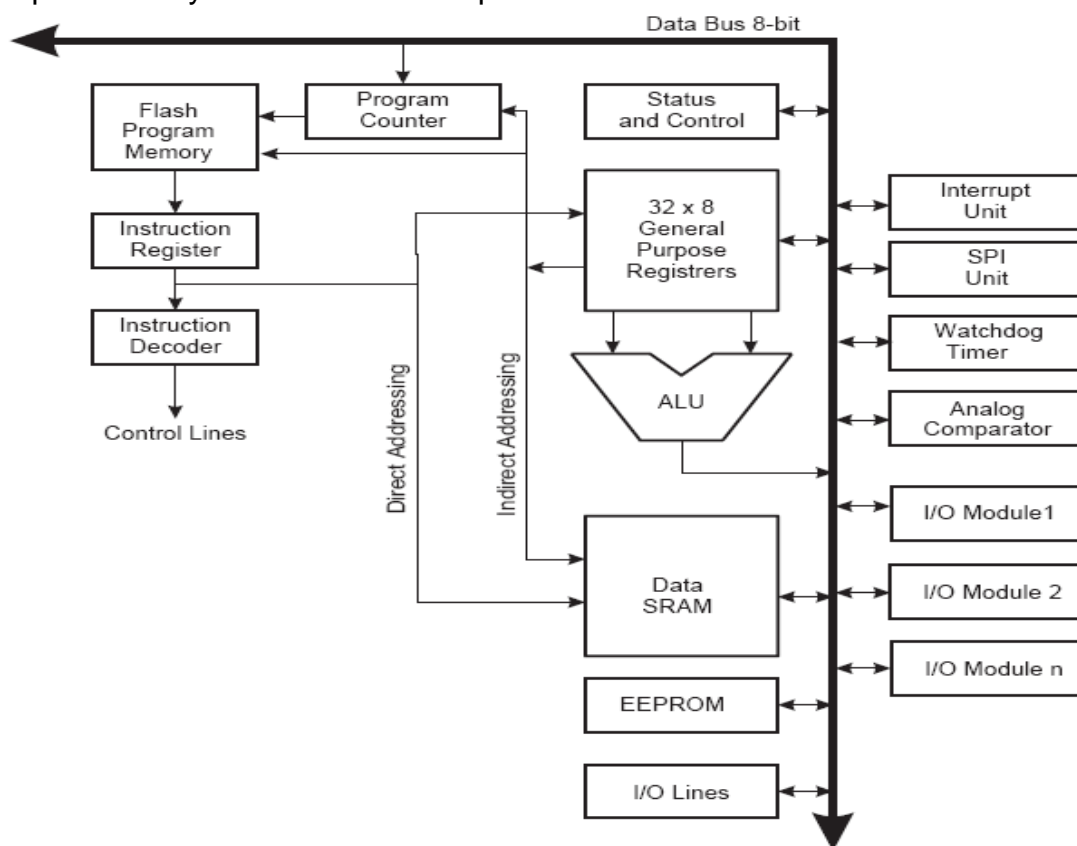 Data Bus 8-bit
Flash
Program
Memory
Program
Counter
Status
and Control
Instruction
Register
32 x 8
General
Purpose
Registrers
Interrupt
Unit
SPI
Unit
Instruction
Decoder
Watchdog
Timer
Control Lines
Direct Addressing
Indirect Addressing
ALU
Analog
Comparator
I/O Module1
Data
SRAM
I/O Module 2
I/O Module n
EEPROM
I/O Lines